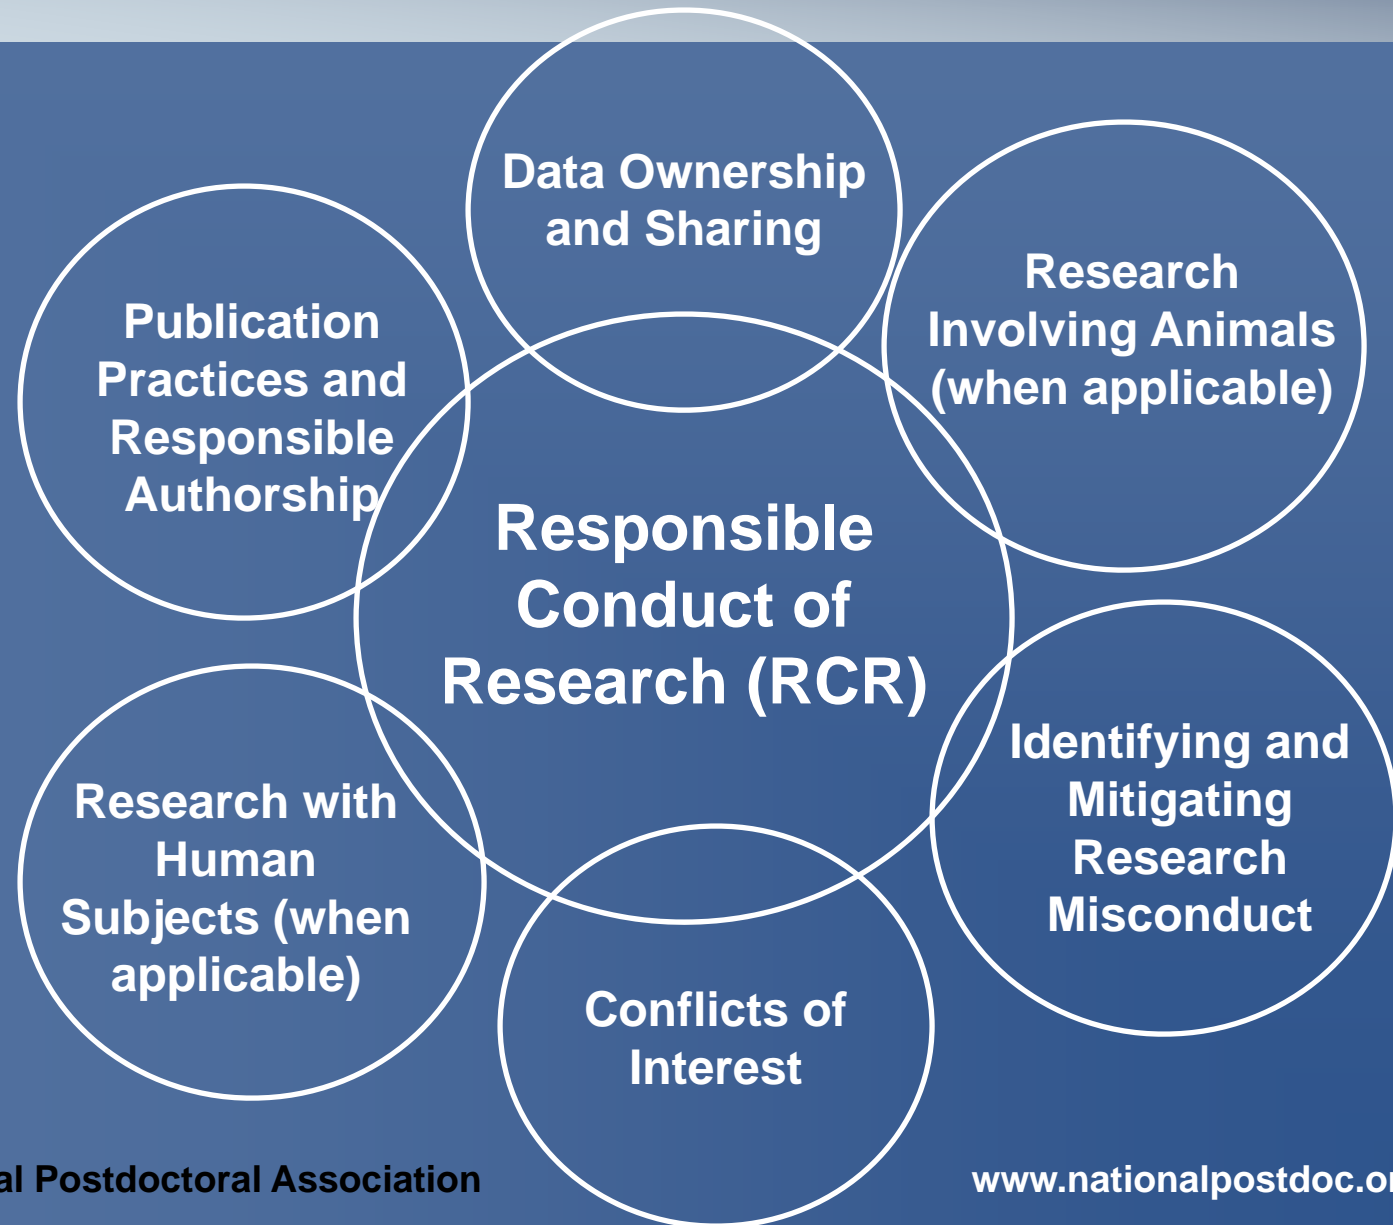 Data Ownership
and Sharing
Research
Involving Animals
(when applicable)
Publication
Practices and
Responsible
Authorship
Responsible
Conduct of
Research (RCR)
Identifying and
Mitigating
Research
Misconduct
Research with
Human
Subjects (when
applicable)
Conflicts of
Interest
al Postdoctoral Association
www.nationalpostdoc.or